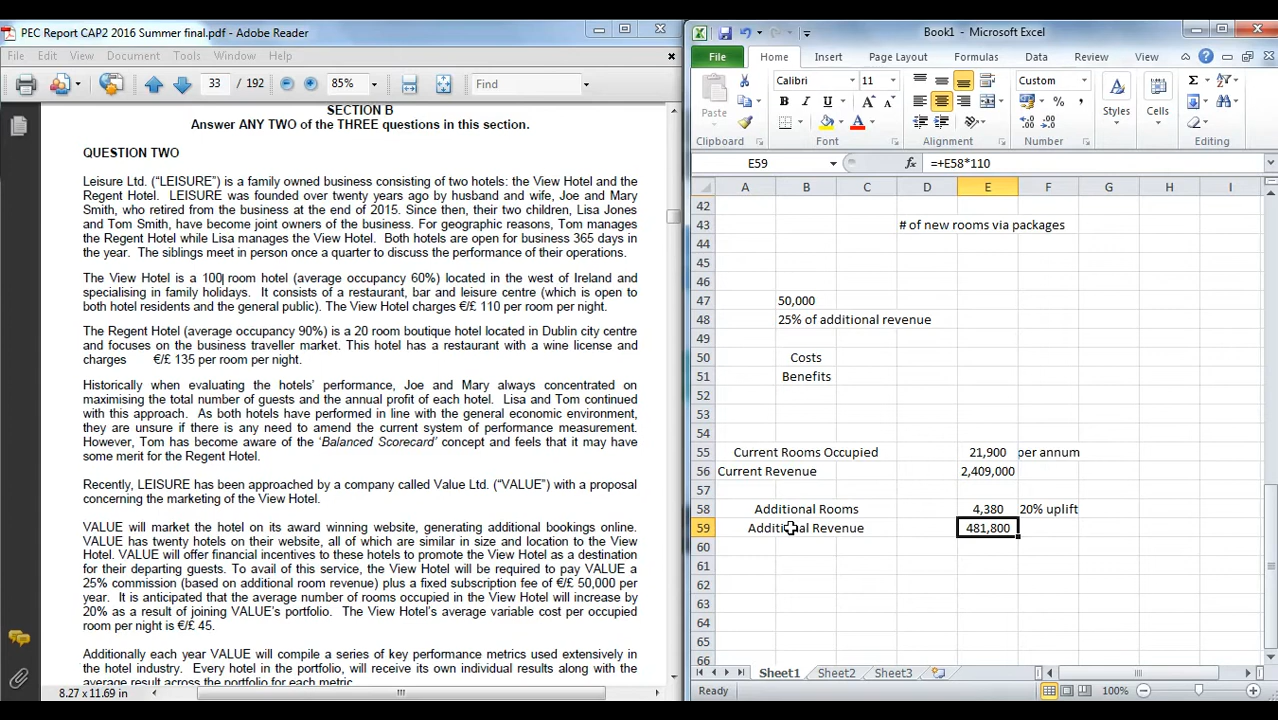 PEC Report CAP2 2016 Summer final.pdf - Adobe Reader
File Edit View Document Tools Window Help
33 / 192 85% Find
SECTION B
Answer ANY TWO of the THREE questions in this section.
QUESTION TWO
Leisure Ltd. (“LEISURE”) is a family owned business consisting of two hotels: the View Hotel and the
Regent Hotel. LEISURE was founded over twenty years ago by husband and wife, Joe and Mary
Smith, who retired from the business at the end of 2015. Since then, their two children, Lisa Jones
and Tom Smith, have become joint owners of the business. For geographic reasons, Tom manages
the Regent Hotel while Lisa manages the View Hotel. Both hotels are open for business 365 days in
the year. The siblings meet in person once a quarter to discuss the performance of their operations.
The View Hotel is a 100 room hotel (average occupancy 60%) located in the west of Ireland and
specialising in family holidays. It consists of a restaurant, bar and leisure centre (which is open to
both hotel residents and the general public). The View Hotel charges €/£ 110 per room per night.
The Regent Hotel (average occupancy 90%) is a 20 room boutique hotel located in Dublin city centre
and focuses on the business traveller market. This hotel has a restaurant with a wine license and
charges €/£ 135 per room per night.
Historically when evaluating the hotels’ performance, Joe and Mary always concentrated on
maximising the total number of guests and the annual profit of each hotel. Lisa and Tom continued
with this approach. As both hotels have performed in line with the general economic environment,
they are unsure if there is any need to amend the current system of performance measurement.
However, Tom has become aware of the ‘Balanced Scorecard’ concept and feels that it may have
some merit for the Regent Hotel.
Recently, LEISURE has been approached by a company called Value Ltd. (“VALUE”) with a proposal
concerning the marketing of the View Hotel.
VALUE will market the hotel on its award winning website, generating additional bookings online.
VALUE has twenty hotels on their website, all of which are similar in size and location to the View
Hotel. VALUE will offer financial incentives to these hotels to promote the View Hotel as a destination
for their departing guests. To avail of this service, the View Hotel will be required to pay VALUE a
25% commission (based on additional room revenue) plus a fixed subscription fee of €/£ 50,000 per
year. It is anticipated that the average number of rooms occupied in the View Hotel will increase by
20% as a result of joining VALUE’s portfolio. The View Hotel’s average variable cost per occupied
room per night is €/£ 45.
Additionally each year VALUE will compile a series of key performance metrics used extensively in
the hotel industry. Every hotel in the portfolio, will receive its own individual results along with the
average result across the portfolio for each metric.
8.27 x 11.69 in
Book1 - Microsoft Excel
File Home Insert Page Layout Formulas Data Review View
Paste Calibri 11 Custom Styles Cells
Clipboard Font Alignment Number Editing
E59 fx =+E58*110
A B C D E F G H I
42
43 # of new rooms via packages
44
45
46
47 50,000
48 25% of additional revenue
49
50 Costs
51 Benefits
52
53
54
55 Current Rooms Occupied 21,900 per annum
56 Current Revenue 2,409,000
57
58 Additional Rooms 4,380 20% uplift
59 Additional Revenue 481,800
60
61
62
63
64
65
66
Sheet1 Sheet2 Sheet3
Ready 100%